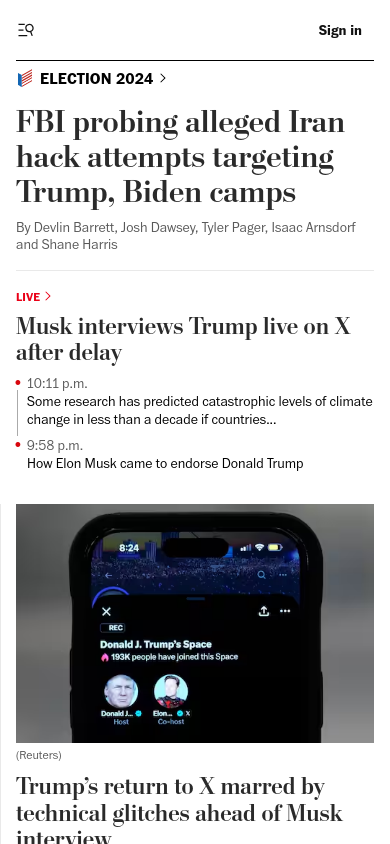 Sign in
ELECTION 2024
FBI probing alleged Iran
hack attempts targeting
Trump, Biden camps
By Devlin Barrett, Josh Dawsey, Tyler Pager, Isaac Arnsdorf
and Shane Harris
LIVE
Musk interviews Trump live on X
after delay
10:11 p.m.
Some research has predicted catastrophic levels of climate
change in less than a decade if countries...
9:58 p.m.
How Elon Musk came to endorse Donald Trump
8:24
REC
Donald J. Trump's Space
193K people have joined this Space
Donald J...
Elon...
Host
Co-host
(Reuters)
Trump's return to X marred by
technical glitches ahead of Musk
interview